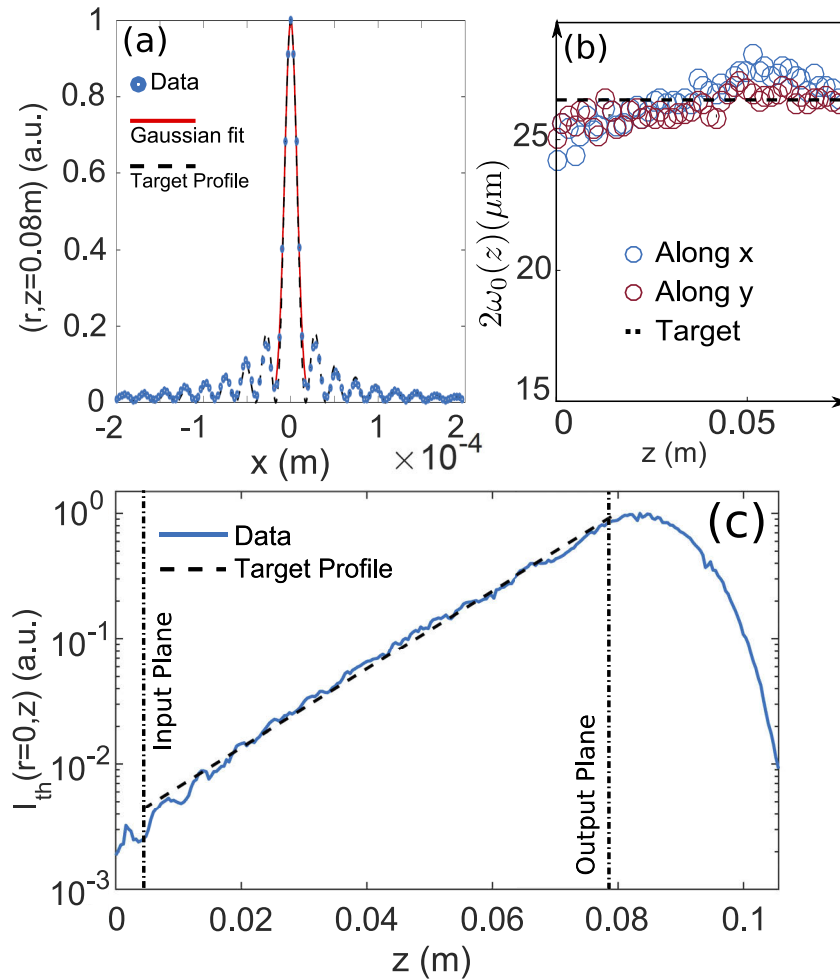 (a)
Data
Gaussian fit
Target Profile
(r,z=0.08m) (a.u.)
1
0.8
0.6
0.4
0.2
0
-2
-1
0
1
2
×10⁻⁴
x (m)
(b)
2ω₀(z)(μm)
25
20
15
Along x
Along y
Target
0
0.05
z (m)
(c)
Data
Target Profile
Input Plane
Output Plane
I_th(r=0,z) (a.u.)
10⁰
10⁻¹
10⁻²
10⁻³
0
0.02
0.04
0.06
0.08
0.1
z (m)